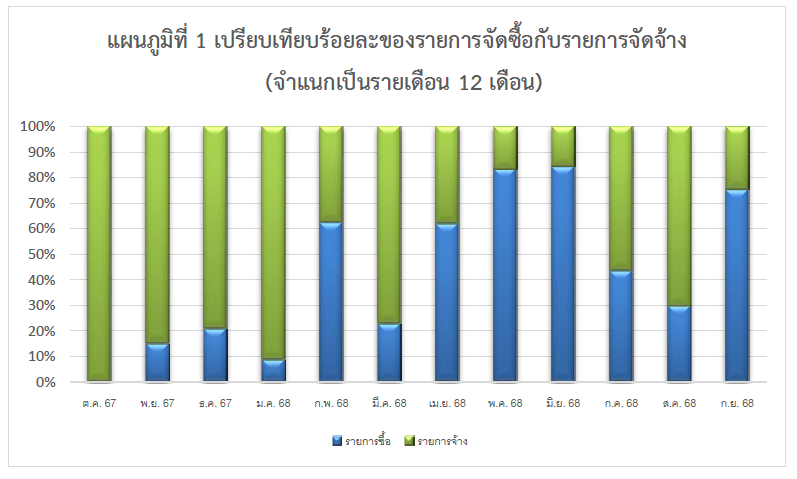 แผนภูมิที่ 1 เปรียบเทียบร้อยละของรายการจัดซื้อกับรายการจัดจ้าง
(จำแนกเป็นรายเดือน 12 เดือน)
100%
90%
80%
70%
60%
50%
40%
30%
20%
10%
0%
ต.ค. 67 พ.ย. 67 ธ.ค. 67 ม.ค. 68 ก.พ. 68 มี.ค. 68 เม.ย. 68 พ.ค. 68 มิ.ย. 68 ก.ค. 68 ส.ค. 68 ก.ย. 68
รายการซื้อ รายการจ้าง